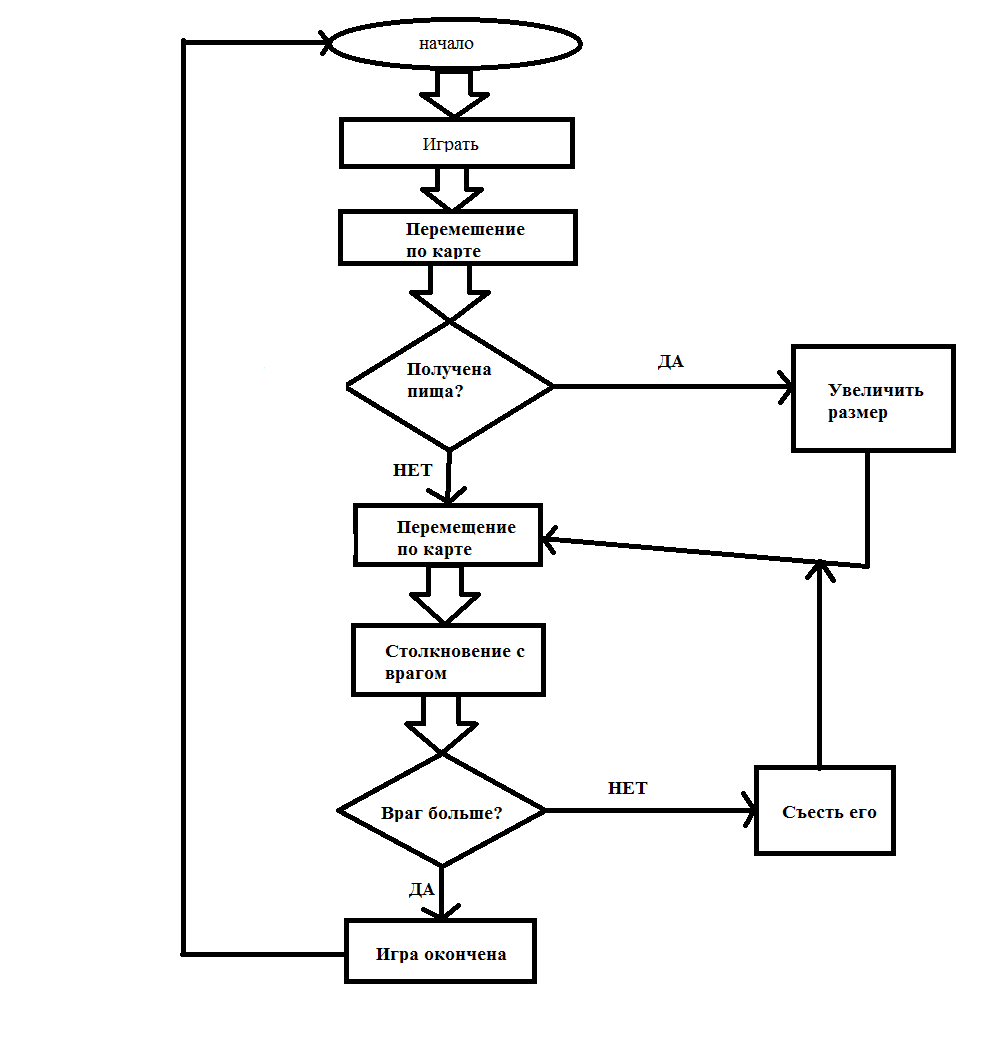 начало
Играть
Перемешение
по карте
Получена
пища?
ДА
Увеличить
размер
НЕТ
Перемещение
по карте
Столкновение с
врагом
Враг больше?
НЕТ
Съесть его
ДА
Игра окончена